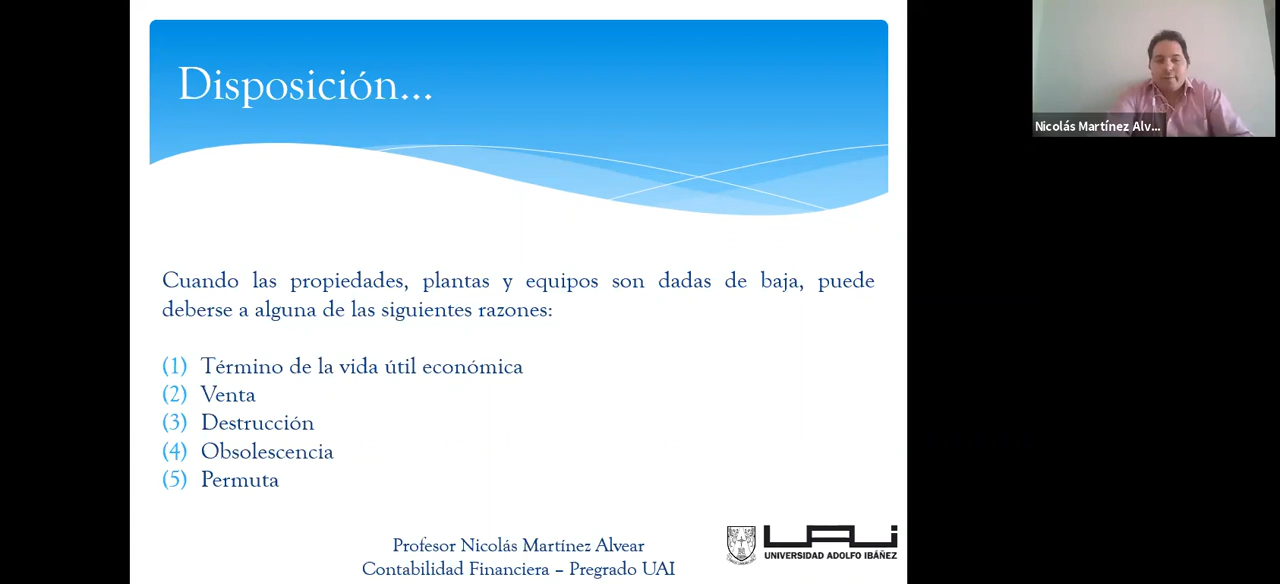 Disposición...
Nicolás Martínez Alv...
Cuando las propiedades, plantas y equipos son dadas de baja, puede
deberse a alguna de las siguientes razones:
(1) Término de la vida útil económica
(2) Venta
(3) Destrucción
(4) Obsolescencia
(5) Permuta
Profesor Nicolás Martínez Alvear
Contabilidad Financiera – Pregrado UAI
UAI
UNIVERSIDAD ADOLFO IBÁÑEZ